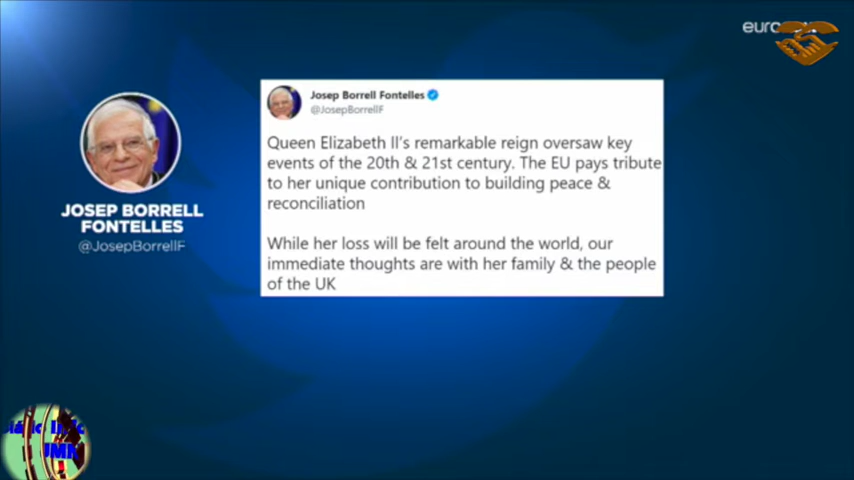 JOSEP BORRELL
FONTELLES
@JosepBorrellF
Josep Borrell Fontelles
@JosepBorrellF
Queen Elizabeth II's remarkable reign oversaw key
events of the 20th & 21st century. The EU pays tribute
to her unique contribution to building peace &
reconciliation
While her loss will be felt around the world, our
immediate thoughts are with her family & the people
of the UK